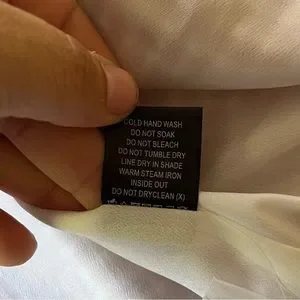 COLD HAND WASH
DO NOT SOAK
DO NOT BLEACH
DO NOT TUMBLE DRY
LINE DRY IN SHADE
WARM STEAM IRON
INSIDE OUT
DO NOT DRYCLEAN (X)